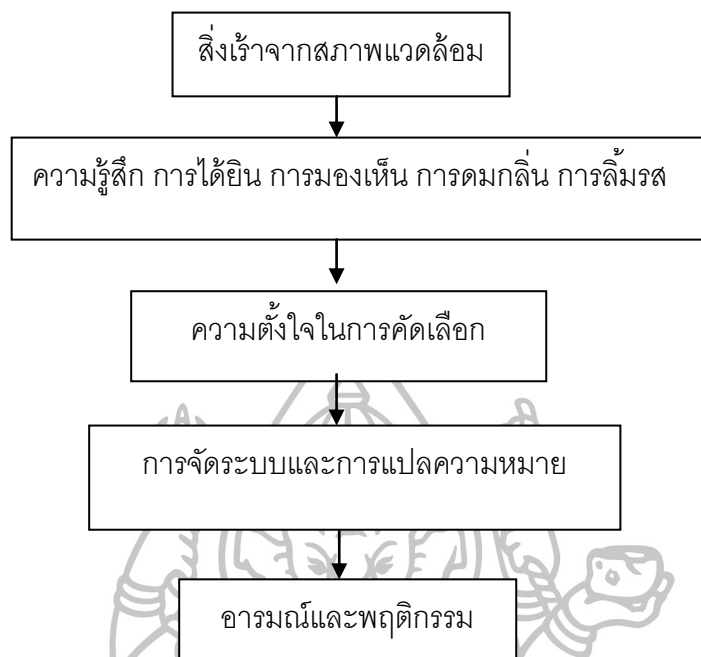 สิ่งเร้าจากสภาพแวดล้อม
ความรู้สึก การได้ยิน การมองเห็น การดมกลิ่น การลิ้มรส
ความตั้งใจในการคัดเลือก
การจัดระบบและการแปลความหมาย
อารมณ์และพฤติกรรม